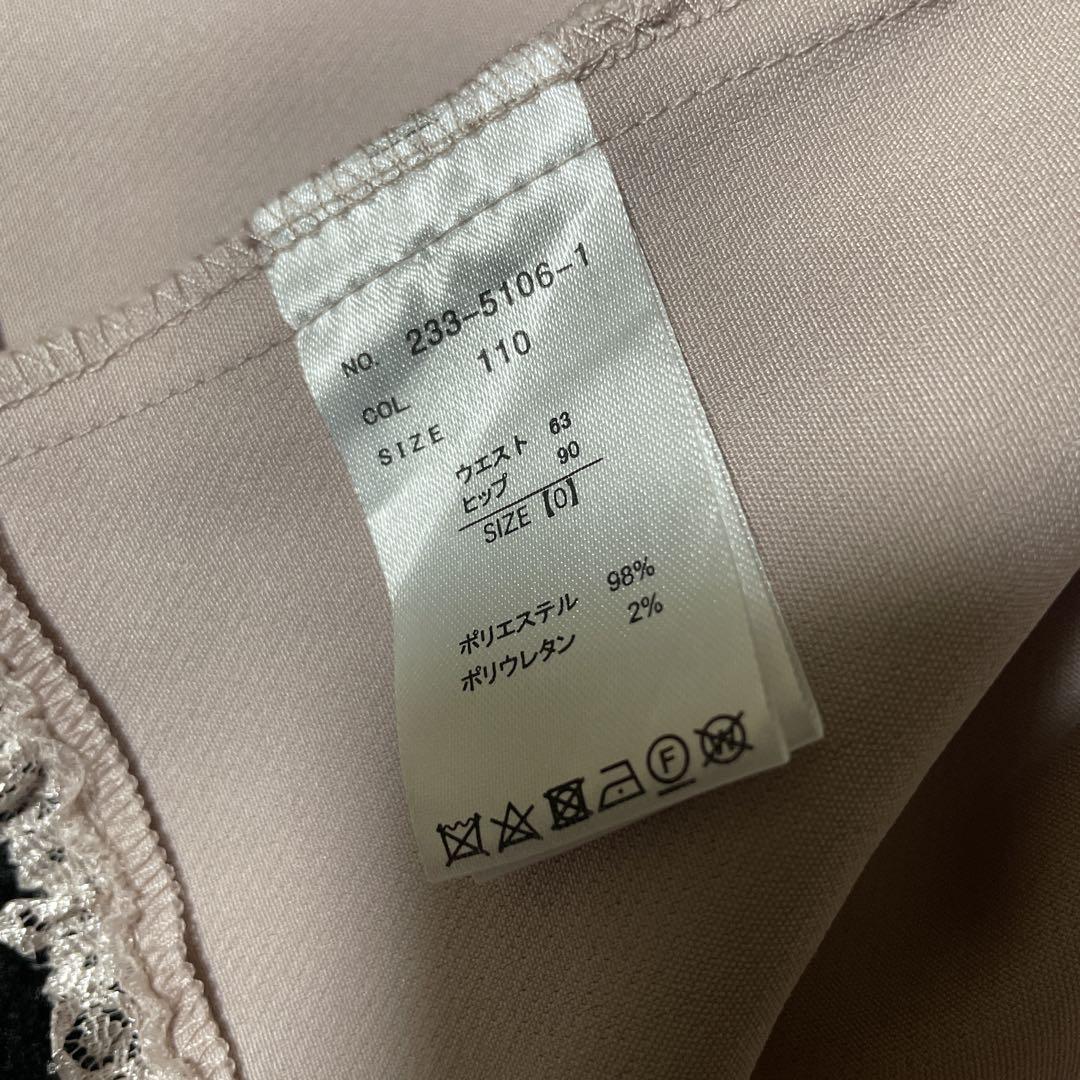 NO. 233-5106-1
COL 110
SIZE
ウエスト 63
ヒップ 90
SIZE【0】
ポリエステル 98%
ポリウレタン 2%
F W